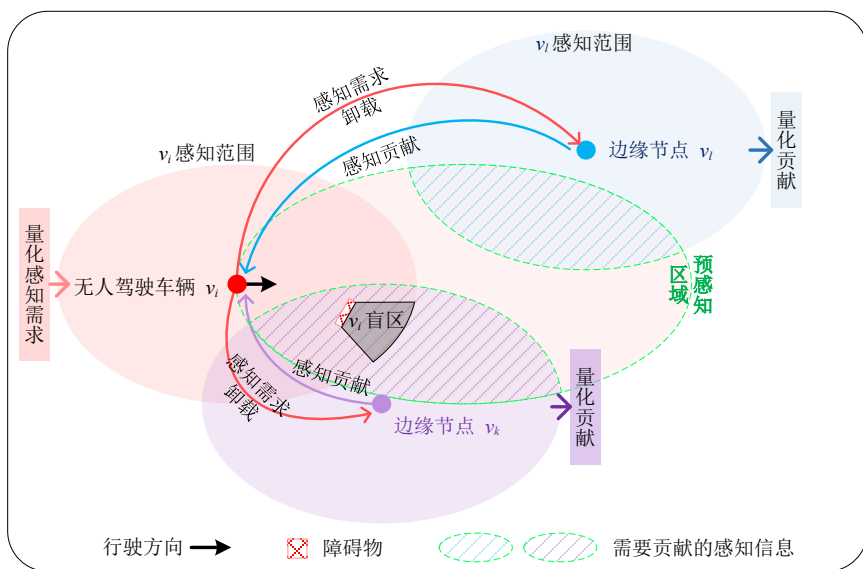 v_l 感知范围
感知需求
卸载
量化贡献
感知贡献
边缘节点 v_l
v_i 感知范围
量化感知需求
无人驾驶车辆 v_i
预感知
区域
v_i 盲区
感知需求
卸载
感知贡献
量化贡献
边缘节点 v_k
行驶方向
障碍物
需要贡献的感知信息